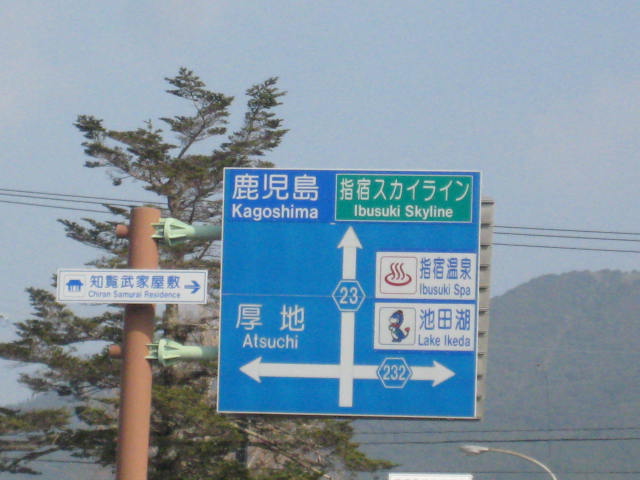 鹿児島
Kagoshima
指宿スカイライン
Ibusuki Skyline
23
指宿温泉
Ibusuki Spa
知覧武家屋敷
Chiran Samurai Residence
厚地
Atsuchi
池田湖
Lake Ikeda
232